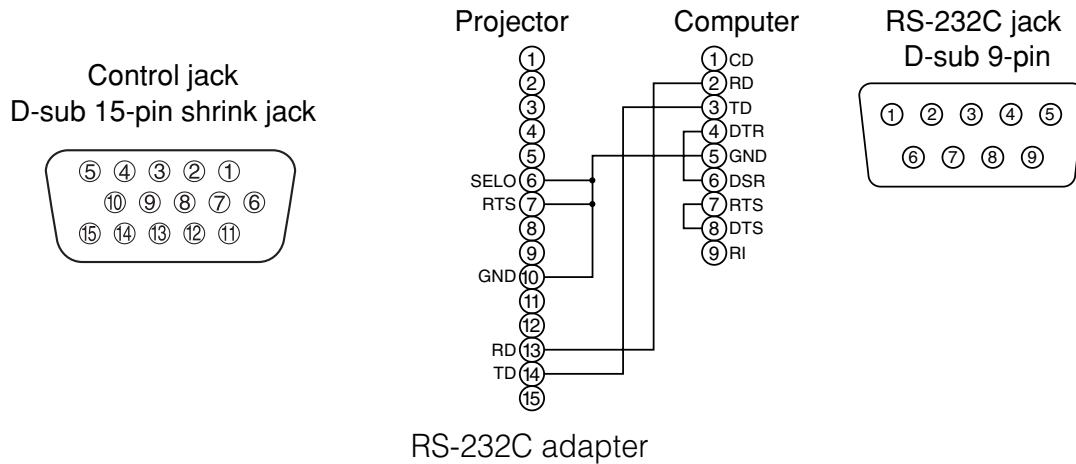 Control jack
D-sub 15-pin shrink jack
5 4 3 2 1
10 9 8 7 6
15 14 13 12 11
Projector
1
2
3
4
5
SELO 6
RTS 7
8
9
GND 10
11
12
RD 13
TD 14
15
Computer
1 CD
2 RD
3 TD
4 DTR
5 GND
6 DSR
7 RTS
8 DTS
9 RI
RS-232C jack
D-sub 9-pin
1 2 3 4 5
6 7 8 9
RS-232C adapter